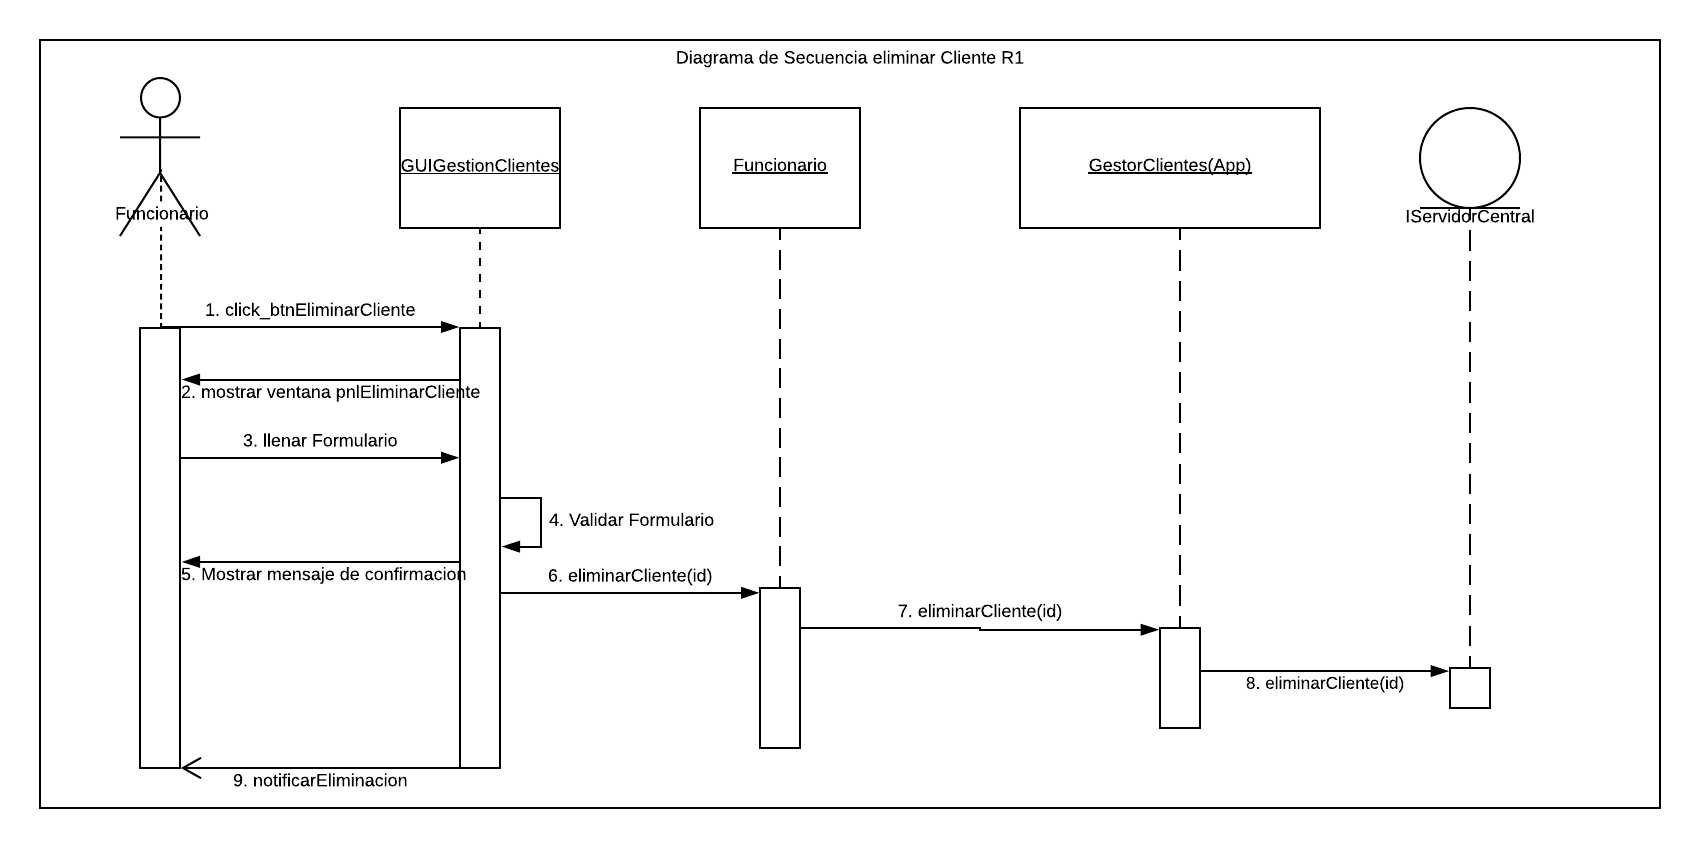 Diagrama de Secuencia eliminar Cliente R1
Funcionario
GUIGestionClientes
Funcionario
GestorClientes(App)
IServidorCentral
1. click_btnEliminarCliente
2. mostrar ventana pnlEliminarCliente
3. llenar Formulario
4. Validar Formulario
5. Mostrar mensaje de confirmacion
6. eliminarCliente(id)
7. eliminarCliente(id)
8. eliminarCliente(id)
9. notificarEliminacion